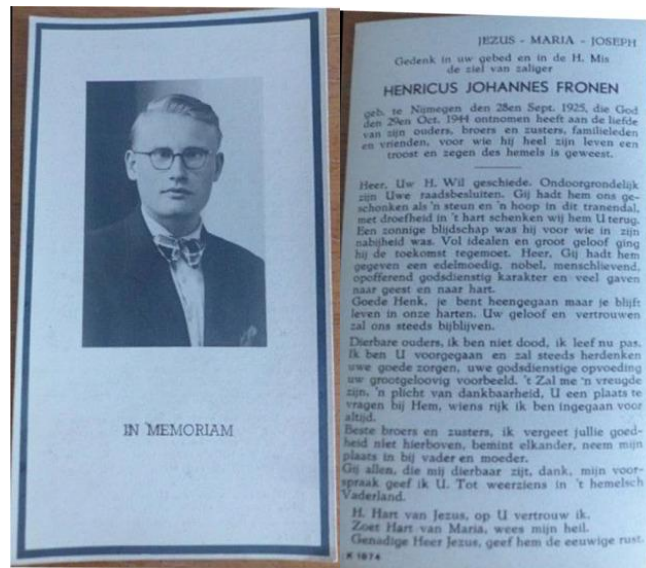 IN MEMORIAM
JEZUS - MARIA - JOSEPH
Gedenk in uw gebed en in de H. Mis
de ziel van zaliger
HENRICUS JOHANNES FRONEN
geb. te Nijmegen den 28en Sept. 1925, die God
den 29en Oct. 1944 ontnomen heeft aan de liefde
van zijn ouders, broers en zusters, familieleden
en vrienden, voor wie hij heel zijn leven een
troost en zegen des hemels is geweest.
Heer, Uw H. Wil geschiede. Ondoorgrondelijk
zijn Uwe raadsbesluiten. Gij hadt hem ons ge-
schonken als 'n steun en 'n hoop in dit tranendal,
met droefheid in 't hart schenken wij hem U terug.
Een zonnige blijdschap was hij voor wie in zijn
nabijheid was. Vol idealen en groot geloof ging
hij de toekomst tegemoet. Heer, Gij hadt hem
gegeven een edelmoedig, nobel, menschlievend,
opofferend godsdienstig karakter en veel gaven
naar geest en naar hart.
Goede Henk, je bent heengegaan maar je blijft
leven in onze harten. Uw geloof en vertrouwen
zal ons steeds bijblijven.
Dierbare ouders, ik ben niet dood, ik leef nu pas.
Ik ben U voorgegaan en zal steeds herdenken
uwe goede zorgen, uwe godsdienstige opvoeding
uw grootgeloovig voorbeeld. 't Zal me 'n vreugde
zijn, 'n plicht van dankbaarheid, U een plaats te
vragen bij Hem, wiens rijk ik ben ingegaan voor
altijd.
Beste broers en zusters, ik vergeet jullie goed-
heid niet hierboven, bemint elkander, neem mijn
plaats in bij vader en moeder.
Gij allen, die mij dierbaar zijt, dank, mijn voor-
spraak geef ik U. Tot weerziens in 't hemelsch
Vaderland.
H. Hart van Jezus, op U vertrouw ik.
Zoet Hart van Maria, wees mijn heil.
Genadige Heer Jezus, geef hem de eeuwige rust.
K 1874